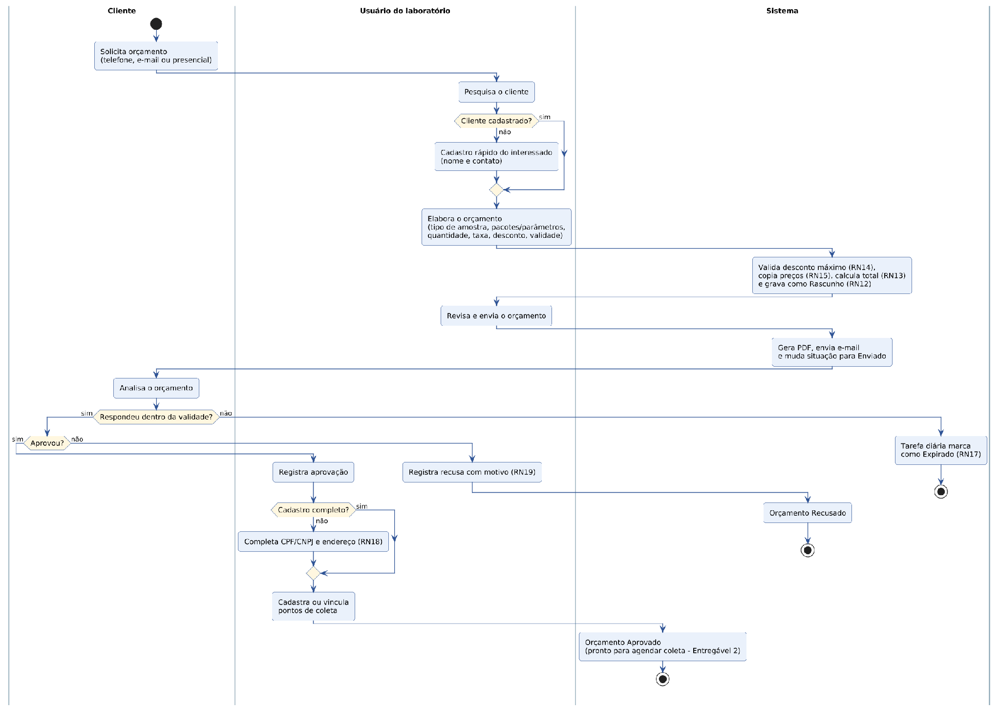 Cliente
Usuário do laboratório
Sistema
Solicita orçamento
(telefone, e-mail ou presencial)
Pesquisa o cliente
Cliente cadastrado?
sim
não
Cadastro rápido do interessado
(nome e contato)
Elabora o orçamento
(tipo de amostra, pacotes/parâmetros,
quantidade, taxa, desconto, validade)
Valida desconto máximo (RN14),
copia preços (RN15), calcula total (RN13)
e grava como Rascunho (RN12)
Revisa e envia o orçamento
Gera PDF, envia e-mail
e muda situação para Enviado
Analisa o orçamento
sim
Respondeu dentro da validade?
não
sim
Aprovou?
não
Tarefa diária marca
como Expirado (RN17)
Registra aprovação
Registra recusa com motivo (RN19)
Cadastro completo?
sim
não
Orçamento Recusado
Completa CPF/CNPJ e endereço (RN18)
Cadastra ou vincula
pontos de coleta
Orçamento Aprovado
(pronto para agendar coleta - Entregável 2)